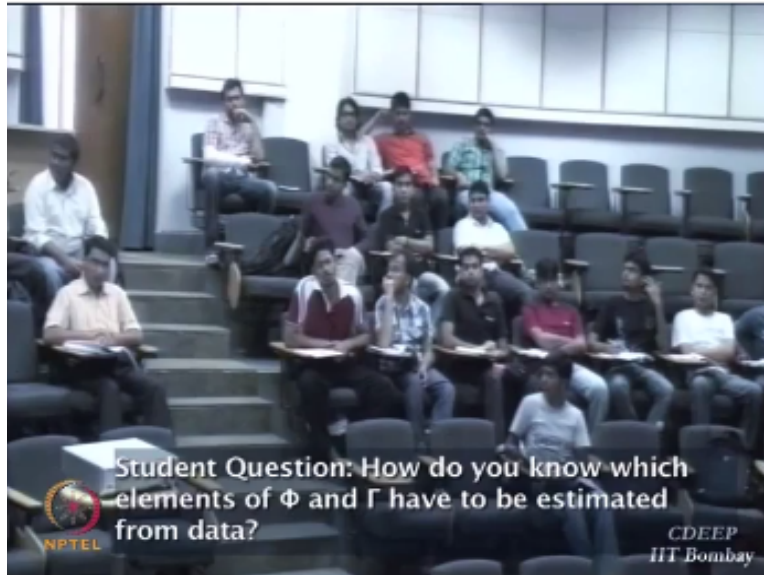 Student Question: How do you know which
elements of Φ and Γ have to be estimated
from data?
NPTEL
CDEEP
IIT Bombay